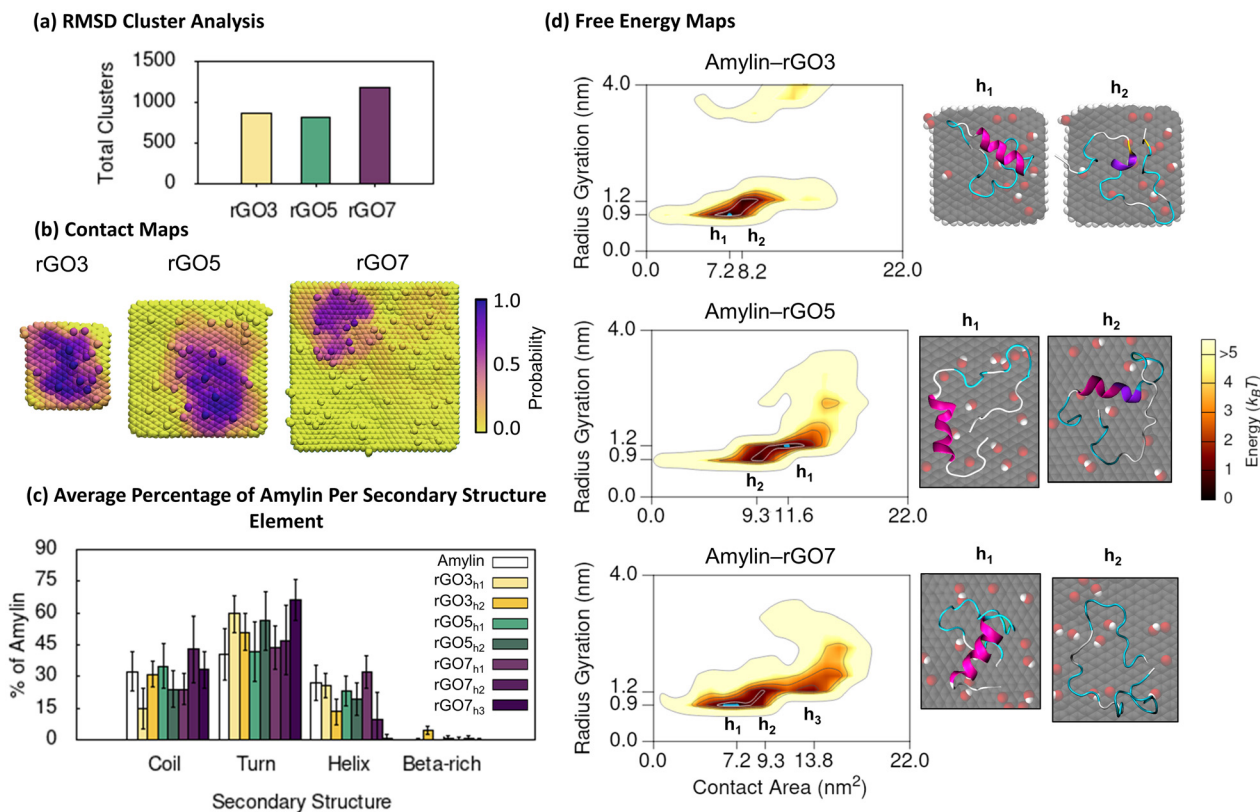 (a) RMSD Cluster Analysis
Total Clusters
1500
1000
500
0
rGO3 rGO5 rGO7
(b) Contact Maps
rGO3 rGO5 rGO7
1.0
0.5
0.0
Probability
(c) Average Percentage of Amylin Per Secondary Structure
Element
% of Amylin
90
75
60
45
30
15
0
Amylin
rGO3h1
rGO3h2
rGO5h1
rGO5h2
rGO7h1
rGO7h2
rGO7h3
Coil Turn Helix Beta-rich
Secondary Structure
(d) Free Energy Maps
Amylin–rGO3
Radius Gyration (nm)
4.0
1.2
0.9
0.0
h1 h2
0.0 7.2 8.2 22.0
h1 h2
Amylin–rGO5
Radius Gyration (nm)
4.0
1.2
0.9
0.0
h2 h1
0.0 9.3 11.6 22.0
h1 h2
>5
4
3
2
1
0
Energy (kBT)
Amylin–rGO7
Radius Gyration (nm)
4.0
1.2
0.9
0.0
h1 h2 h3
0.0 7.2 9.3 13.8 22.0
Contact Area (nm²)
h1 h2